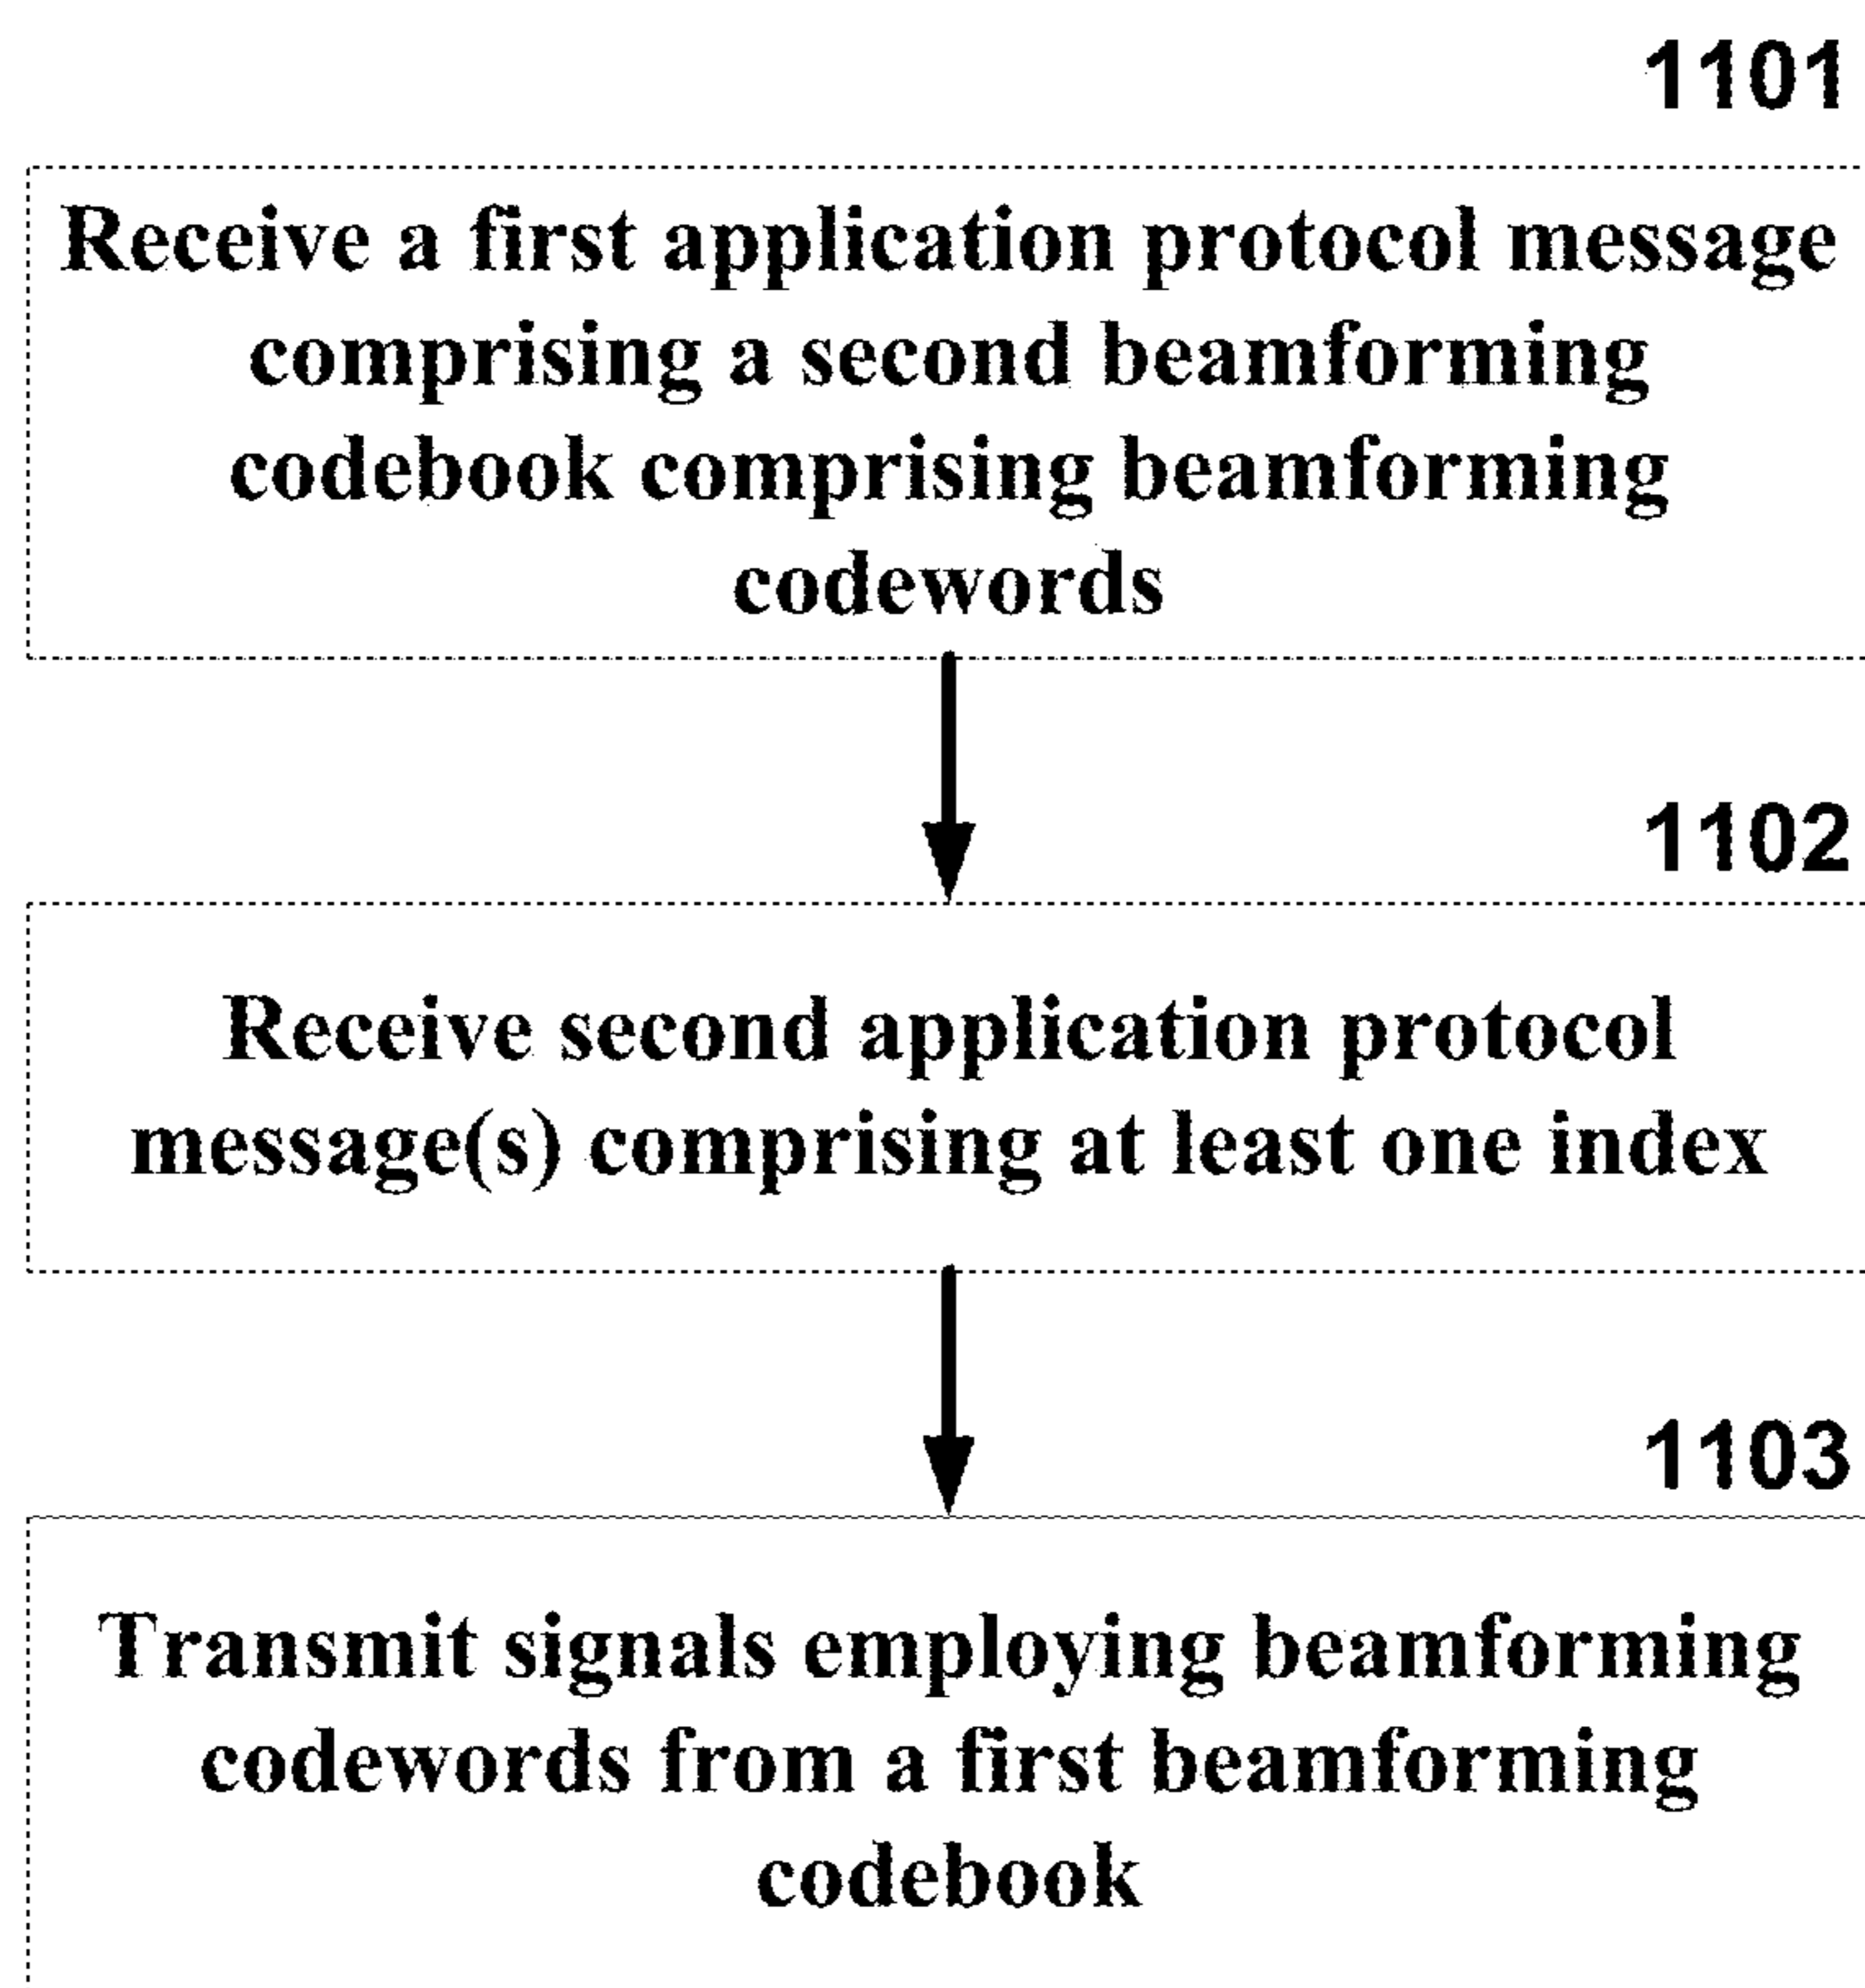 1101
Receive a first application protocol message
comprising a second beamforming
codebook comprising beamforming
codewords
1102
Receive second application protocol
message(s) comprising at least one index
1103
Transmit signals employing beamforming
codewords from a first beamforming
codebook